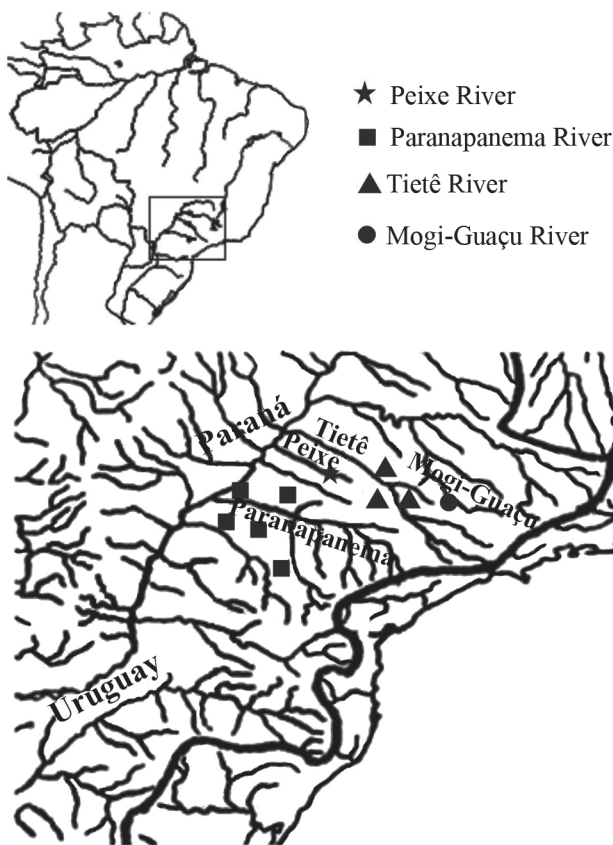 Peixe River
Paranapanema River
Tietê River
Mogi-Guaçu River
Paraná
Tietê
Peixe
Mogi-Guaçu
Paranapanema
Uruguay